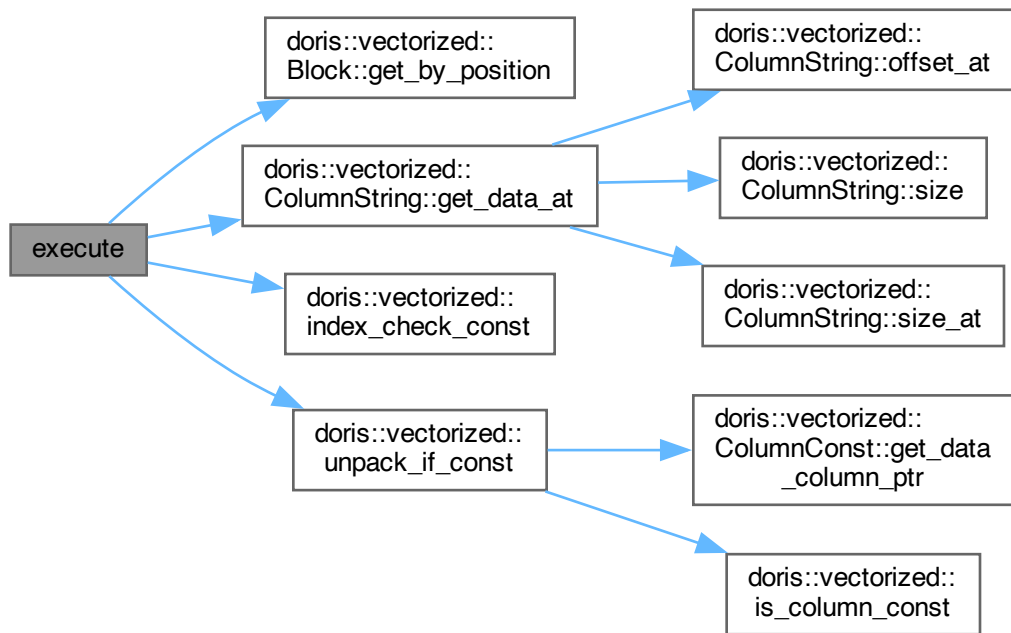 execute
doris::vectorized::
Block::get_by_position
doris::vectorized::
ColumnString::get_data_at
doris::vectorized::
index_check_const
doris::vectorized::
unpack_if_const
doris::vectorized::
ColumnString::offset_at
doris::vectorized::
ColumnString::size
doris::vectorized::
ColumnString::size_at
doris::vectorized::
ColumnConst::get_data
_column_ptr
doris::vectorized::
is_column_const